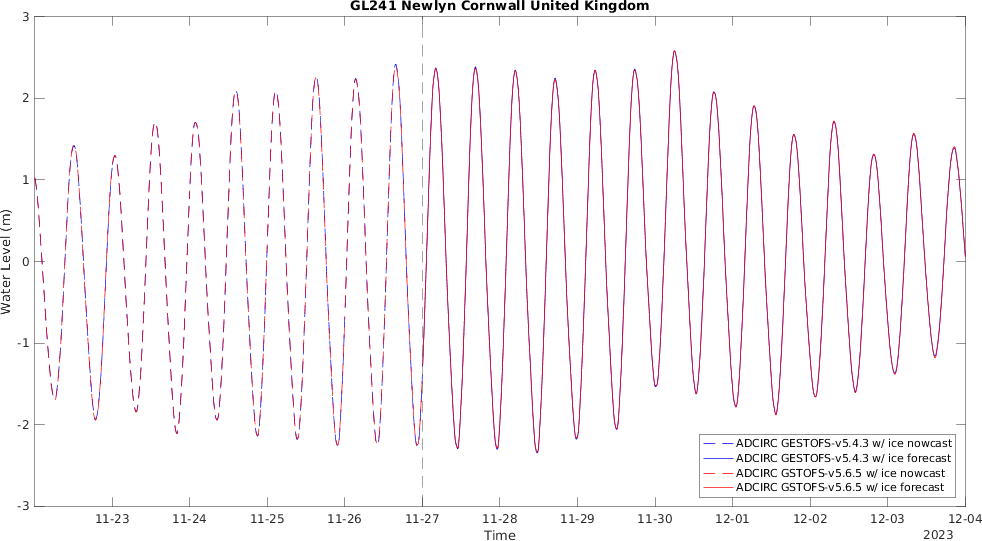 GL241 Newlyn Cornwall United Kingdom
3
2
1
0
-1
-2
-3
Water Level (m)
ADCIRC GESTOFS-v5.4.3 w/ ice nowcast
ADCIRC GESTOFS-v5.4.3 w/ ice forecast
ADCIRC GSTOFS-v5.6.5 w/ ice nowcast
ADCIRC GSTOFS-v5.6.5 w/ ice forecast
11-23 11-24 11-25 11-26 11-27 11-28 11-29 11-30 12-01 12-02 12-03 12-04
Time
2023